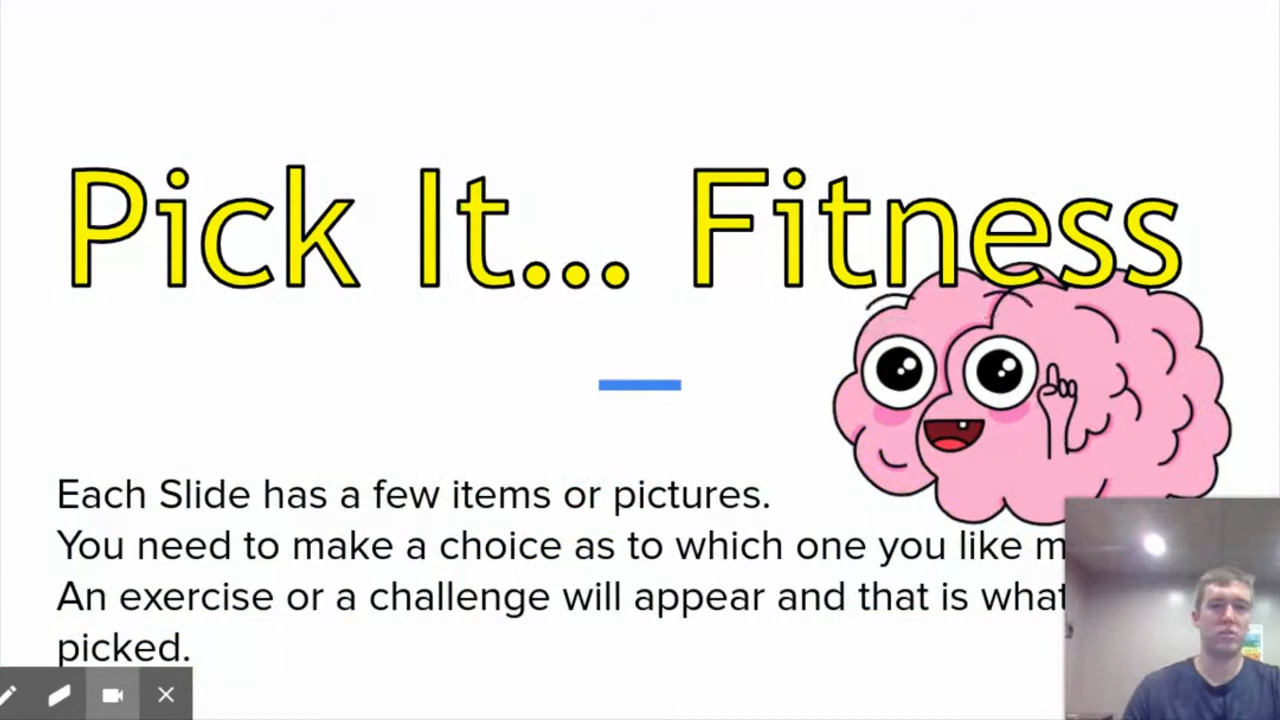 Pick It... Fitness
Each Slide has a few items or pictures.
You need to make a choice as to which one you like
An exercise or a challenge will appear and that is what
picked.